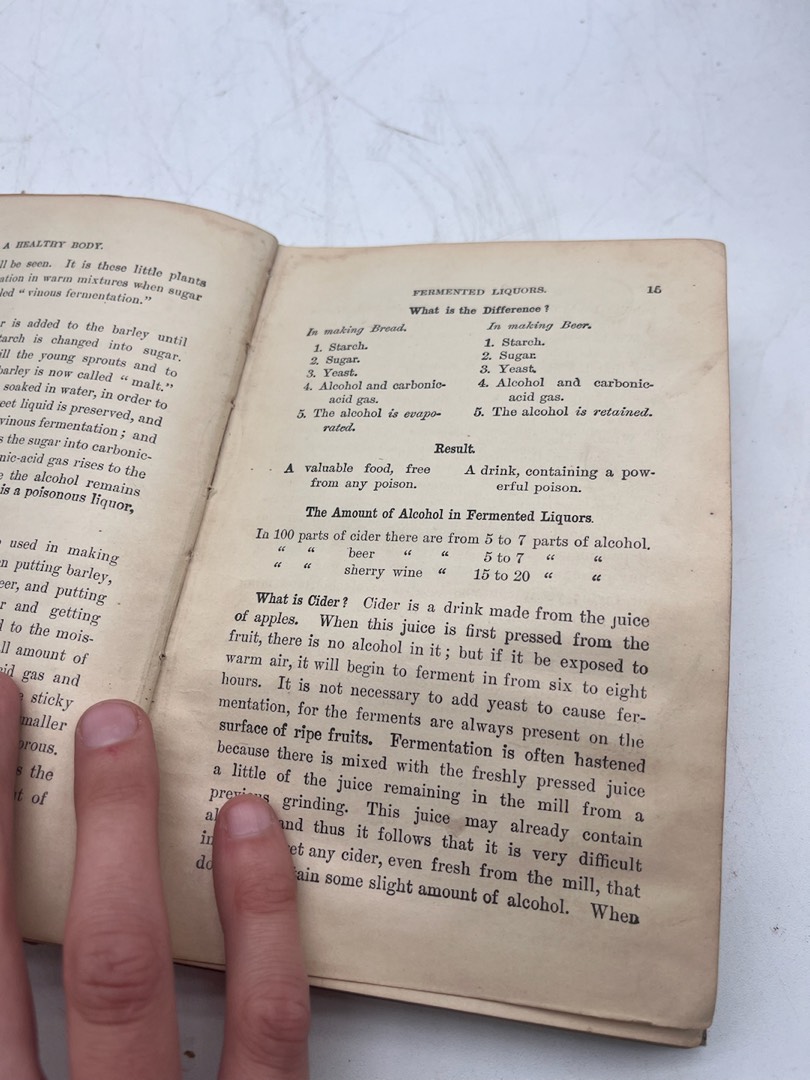 A HEALTHY BODY.
ll be seen. It is these little plants
ation in warm mixtures when sugar
led "vinous fermentation."
r is added to the barley until
tarch is changed into sugar.
ill the young sprouts and to
barley is now called "malt."
soaked in water, in order to
eet liquid is preserved, and
vinous fermentation; and
s the sugar into carbonic-
nic-acid gas rises to the
e the alcohol remains
is a poisonous liquor,
used in making
n putting barley,
eer, and putting
r and getting
d to the mois-
ll amount of
cid gas and
sticky
maller
orous.
s the
t of
FERMENTED LIQUORS. 15
What is the Difference?
In making Bread. In making Beer.
1. Starch. 1. Starch.
2. Sugar. 2. Sugar.
3. Yeast. 3. Yeast.
4. Alcohol and carbonic- 4. Alcohol and carbonic-
acid gas. acid gas.
5. The alcohol is evapo- 5. The alcohol is retained.
rated.
Result.
A valuable food, free A drink, containing a pow-
from any poison. erful poison.
The Amount of Alcohol in Fermented Liquors.
In 100 parts of cider there are from 5 to 7 parts of alcohol.
" " beer " " 5 to 7 " "
" " sherry wine " 15 to 20 " "
What is Cider? Cider is a drink made from the juice
of apples. When this juice is first pressed from the
fruit, there is no alcohol in it; but if it be exposed to
warm air, it will begin to ferment in from six to eight
hours. It is not necessary to add yeast to cause fer-
mentation, for the ferments are always present on the
surface of ripe fruits. Fermentation is often hastened
because there is mixed with the freshly pressed juice
a little of the juice remaining in the mill from a
previous grinding. This juice may already contain
al and thus it follows that it is very difficult
in et any cider, even fresh from the mill, that
do tain some slight amount of alcohol. When